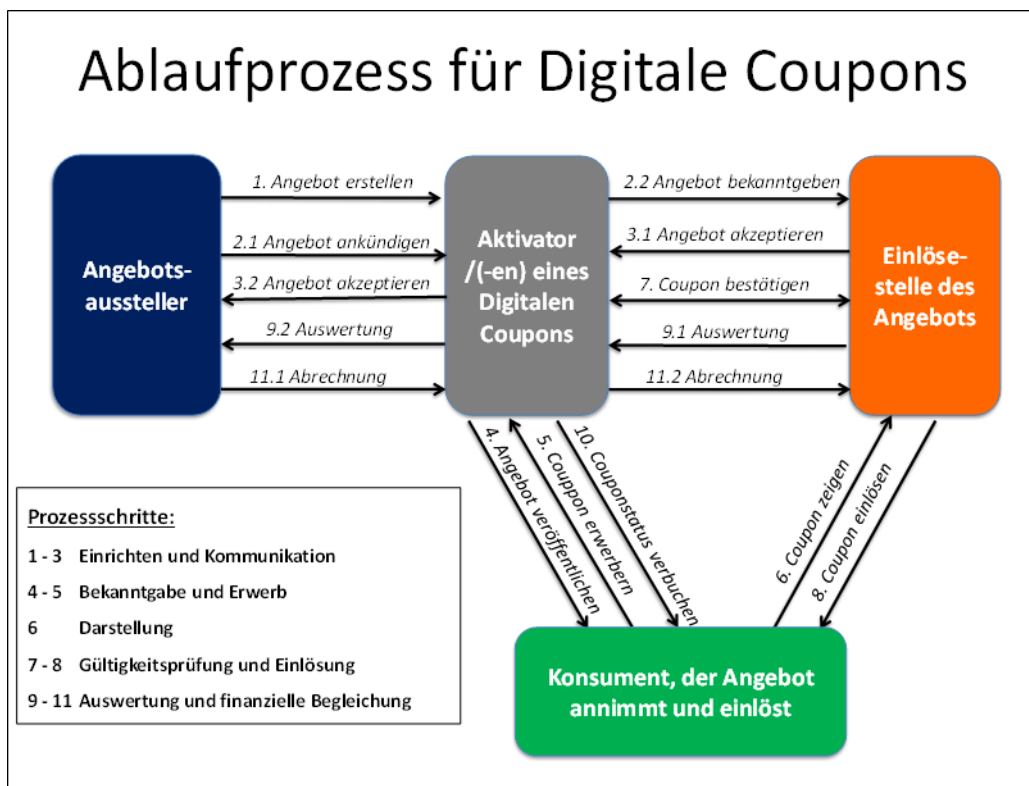 Ablaufprozess für Digitale Coupons
Angebots-
aussteller
1. Angebot erstellen
2.1 Angebot ankündigen
3.2 Angebot akzeptieren
9.2 Auswertung
11.1 Abrechnung
Aktivator
/(-en) eines
Digitalen
Coupons
2.2 Angebot bekanntgeben
3.1 Angebot akzeptieren
7. Coupon bestätigen
9.1 Auswertung
11.2 Abrechnung
Einlöse-
stelle des
Angebots
4. Angebot veröffentlichen
5. Couppon erwerbern
10. Couponstatus verbuchen
6. Coupon zeigen
8. Coupon einlösen
Prozessschritte:
1 - 3 Einrichten und Kommunikation
4 - 5 Bekanntgabe und Erwerb
6 Darstellung
7 - 8 Gültigkeitsprüfung und Einlösung
9 - 11 Auswertung und finanzielle Begleichung
Konsument, der Angebot
annimmt und einlöst